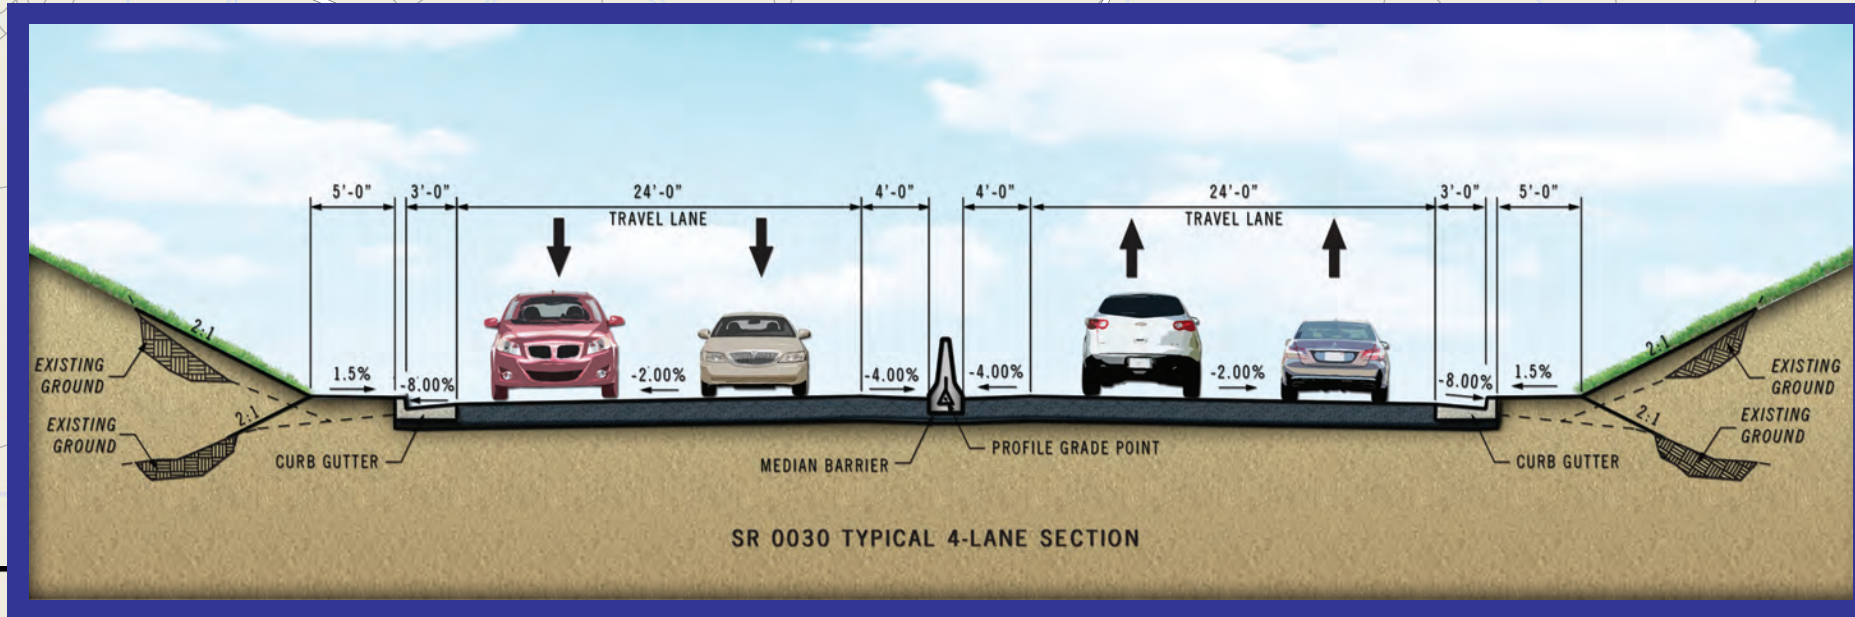 5'-0" 3'-0" 24'-0" 4'-0" 4'-0" 24'-0" 3'-0" 5'-0"
TRAVEL LANE TRAVEL LANE
2:1 2:1
EXISTING
GROUND
1.5% -8.00% -2.00% -4.00% -4.00% -2.00% -8.00% 1.5%
EXISTING
GROUND
2:1 2:1
EXISTING
GROUND
EXISTING
GROUND
CURB GUTTER
MEDIAN BARRIER
PROFILE GRADE POINT
CURB GUTTER
SR 0030 TYPICAL 4-LANE SECTION